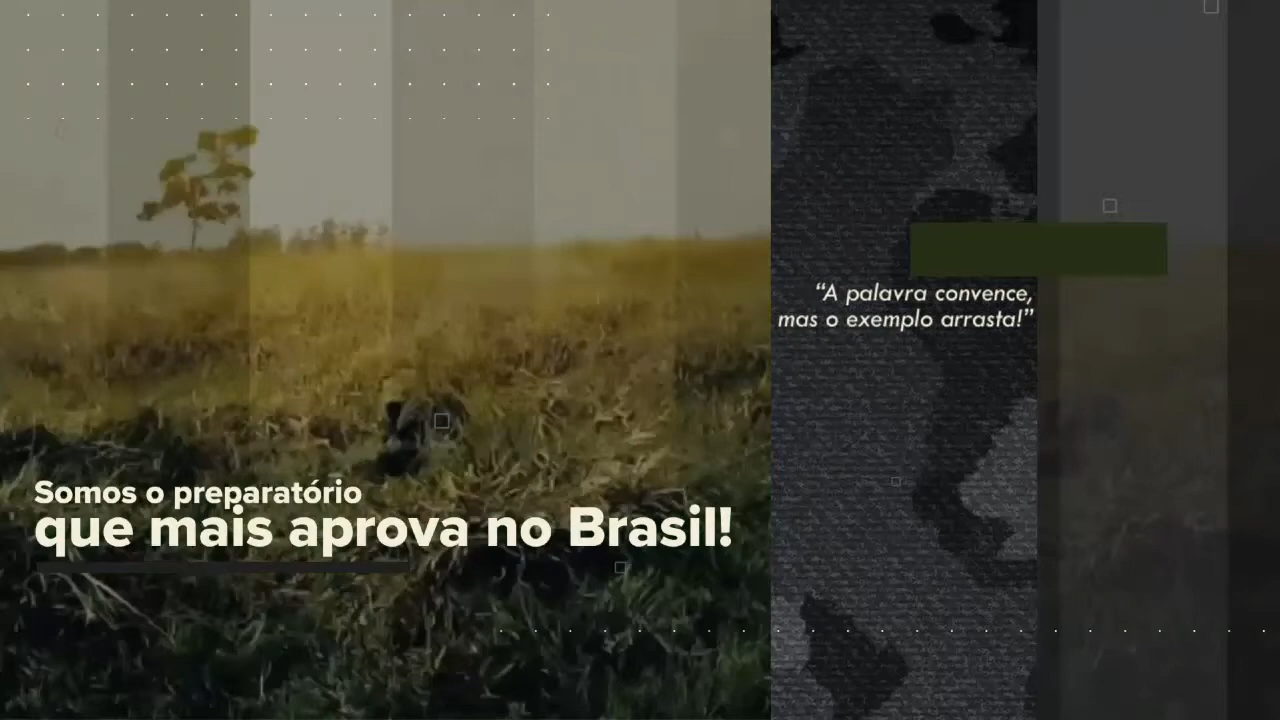 Somos o preparatório
que mais aprova no Brasil!
“A palavra convence,
mas o exemplo arrasta!”